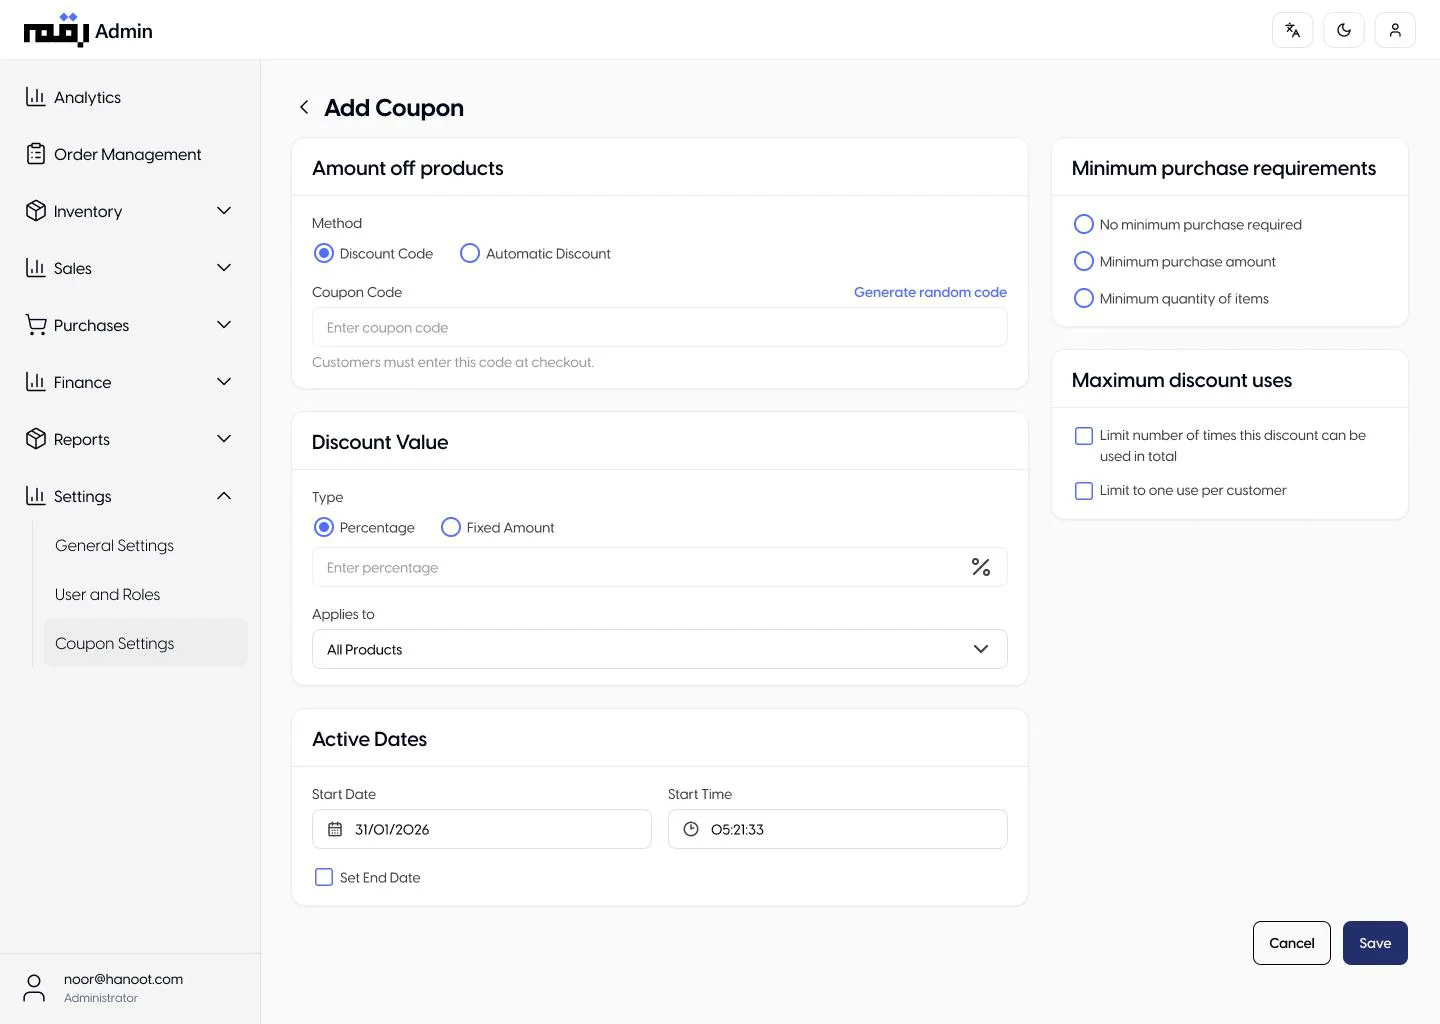 رقمي Admin
Analytics
Order Management
Inventory
Sales
Purchases
Finance
Reports
Settings
General Settings
User and Roles
Coupon Settings
noor@hanoot.com
Administrator
Add Coupon
Amount off products
Method
Discount Code Automatic Discount
Coupon Code Generate random code
Enter coupon code
Customers must enter this code at checkout.
Discount Value
Type
Percentage Fixed Amount
Enter percentage %
Applies to
All Products
Active Dates
Start Date Start Time
31/01/2026 05:21:33
Set End Date
Minimum purchase requirements
No minimum purchase required
Minimum purchase amount
Minimum quantity of items
Maximum discount uses
Limit number of times this discount can be
used in total
Limit to one use per customer
Cancel Save